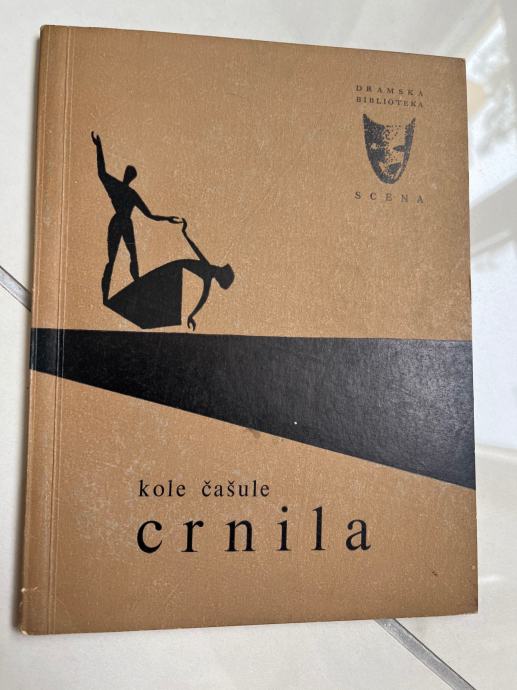 DRAMSKA
BIBLIOTEKA
SCENA
kole čašule
crnila